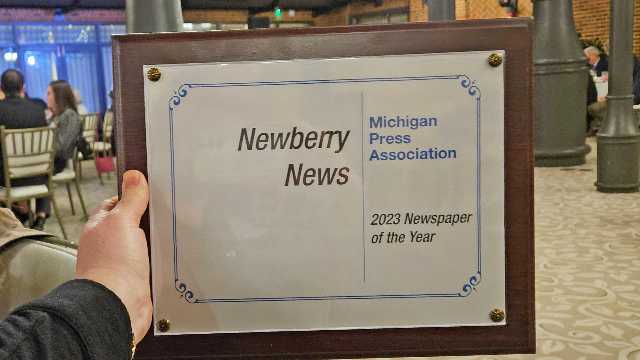 Newberry
News
Michigan
Press
Association
2023 Newspaper
of the Year